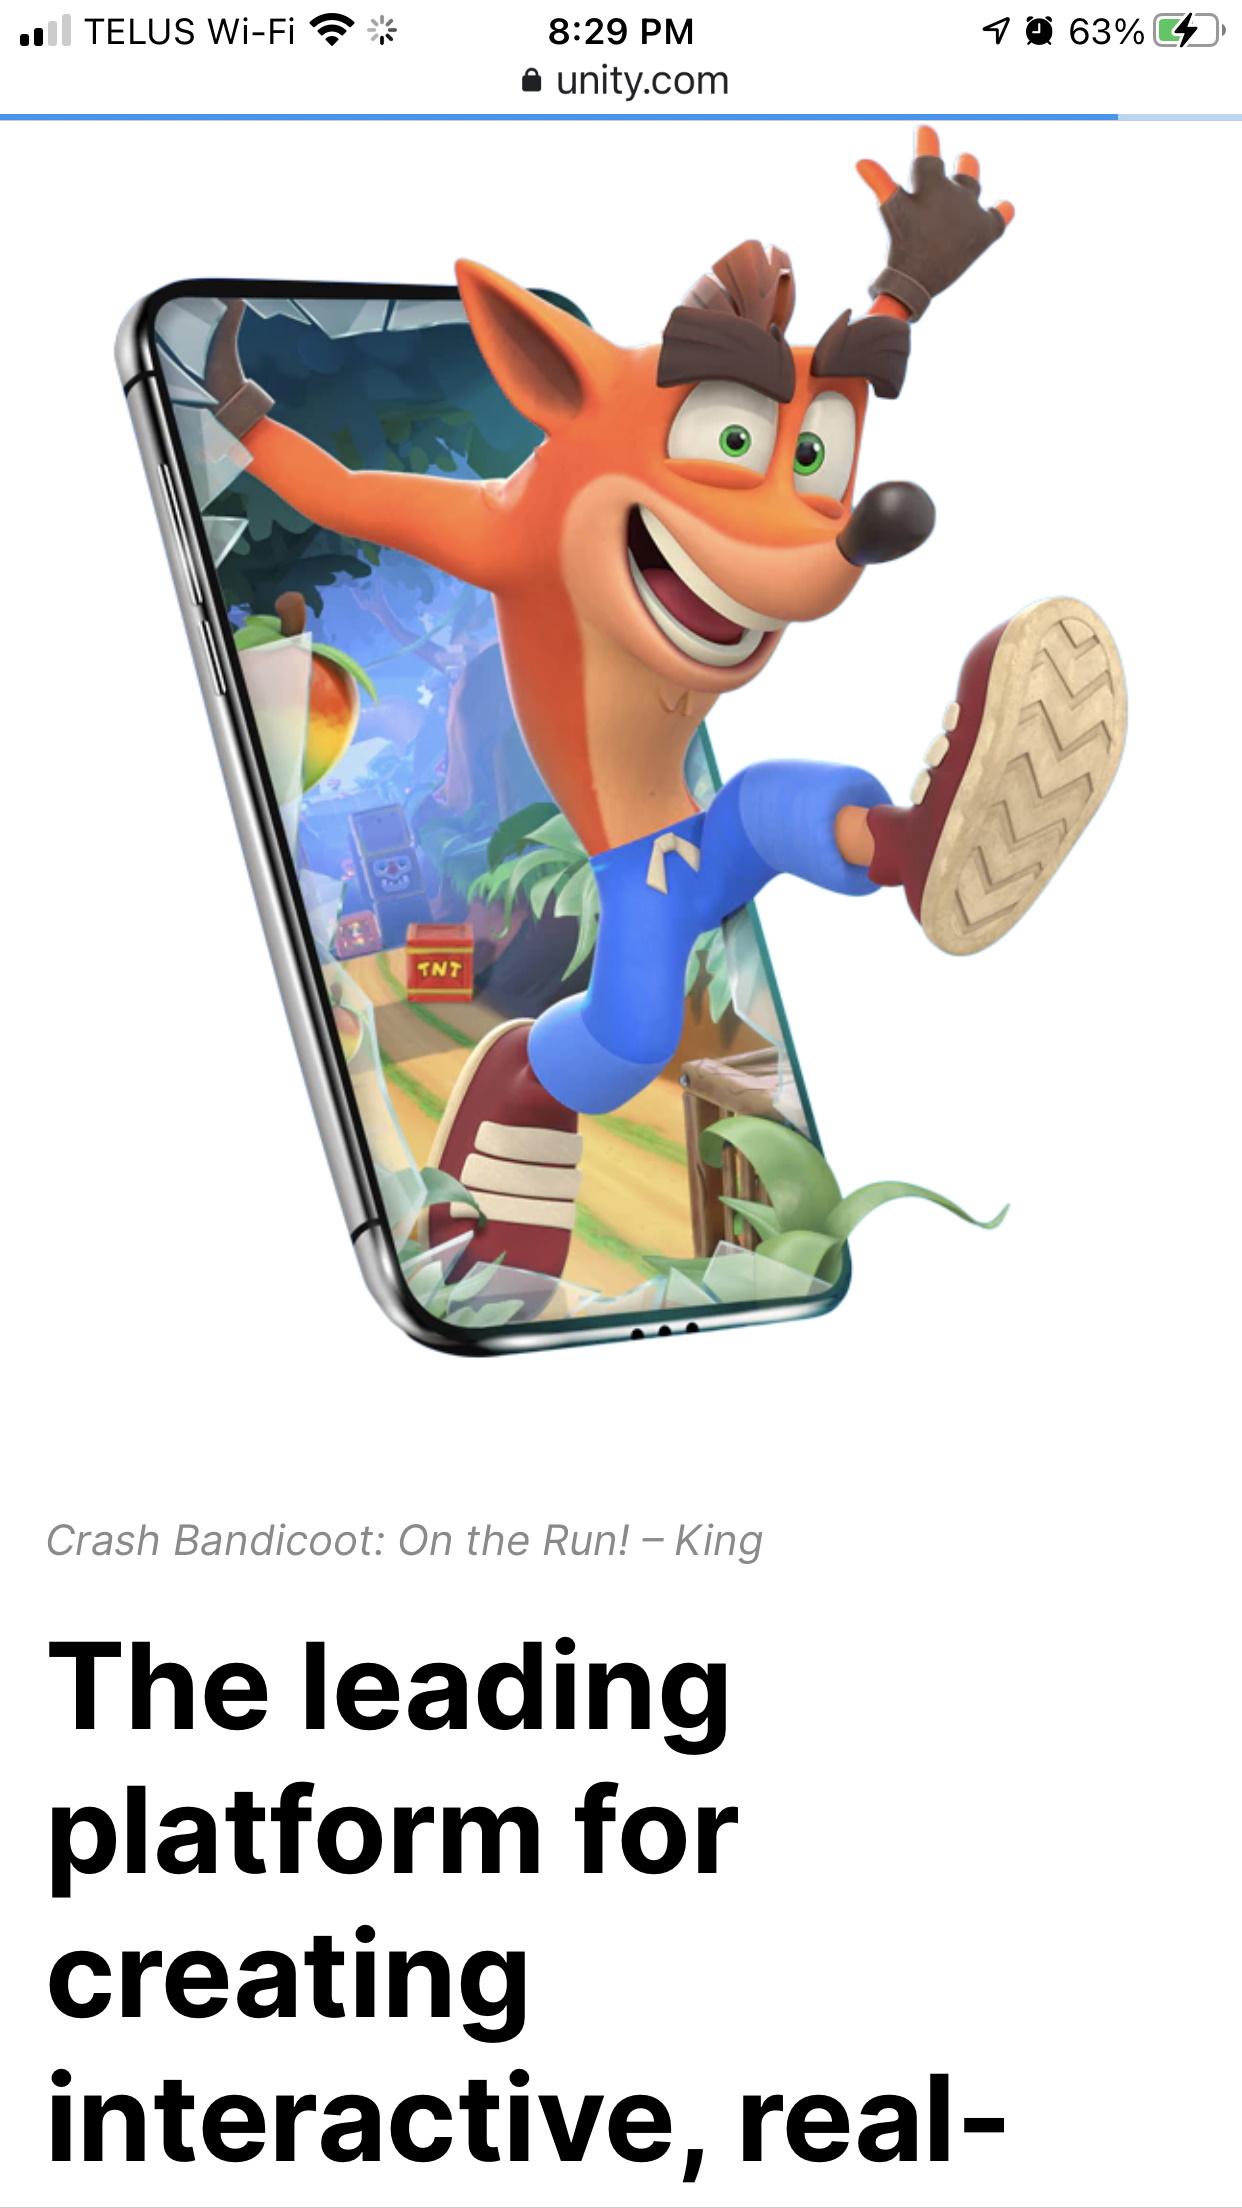 TELUS Wi-Fi 8:29 PM 63%
unity.com
TNT
Crash Bandicoot: On the Run! – King
The leading
platform for
creating
interactive, real-